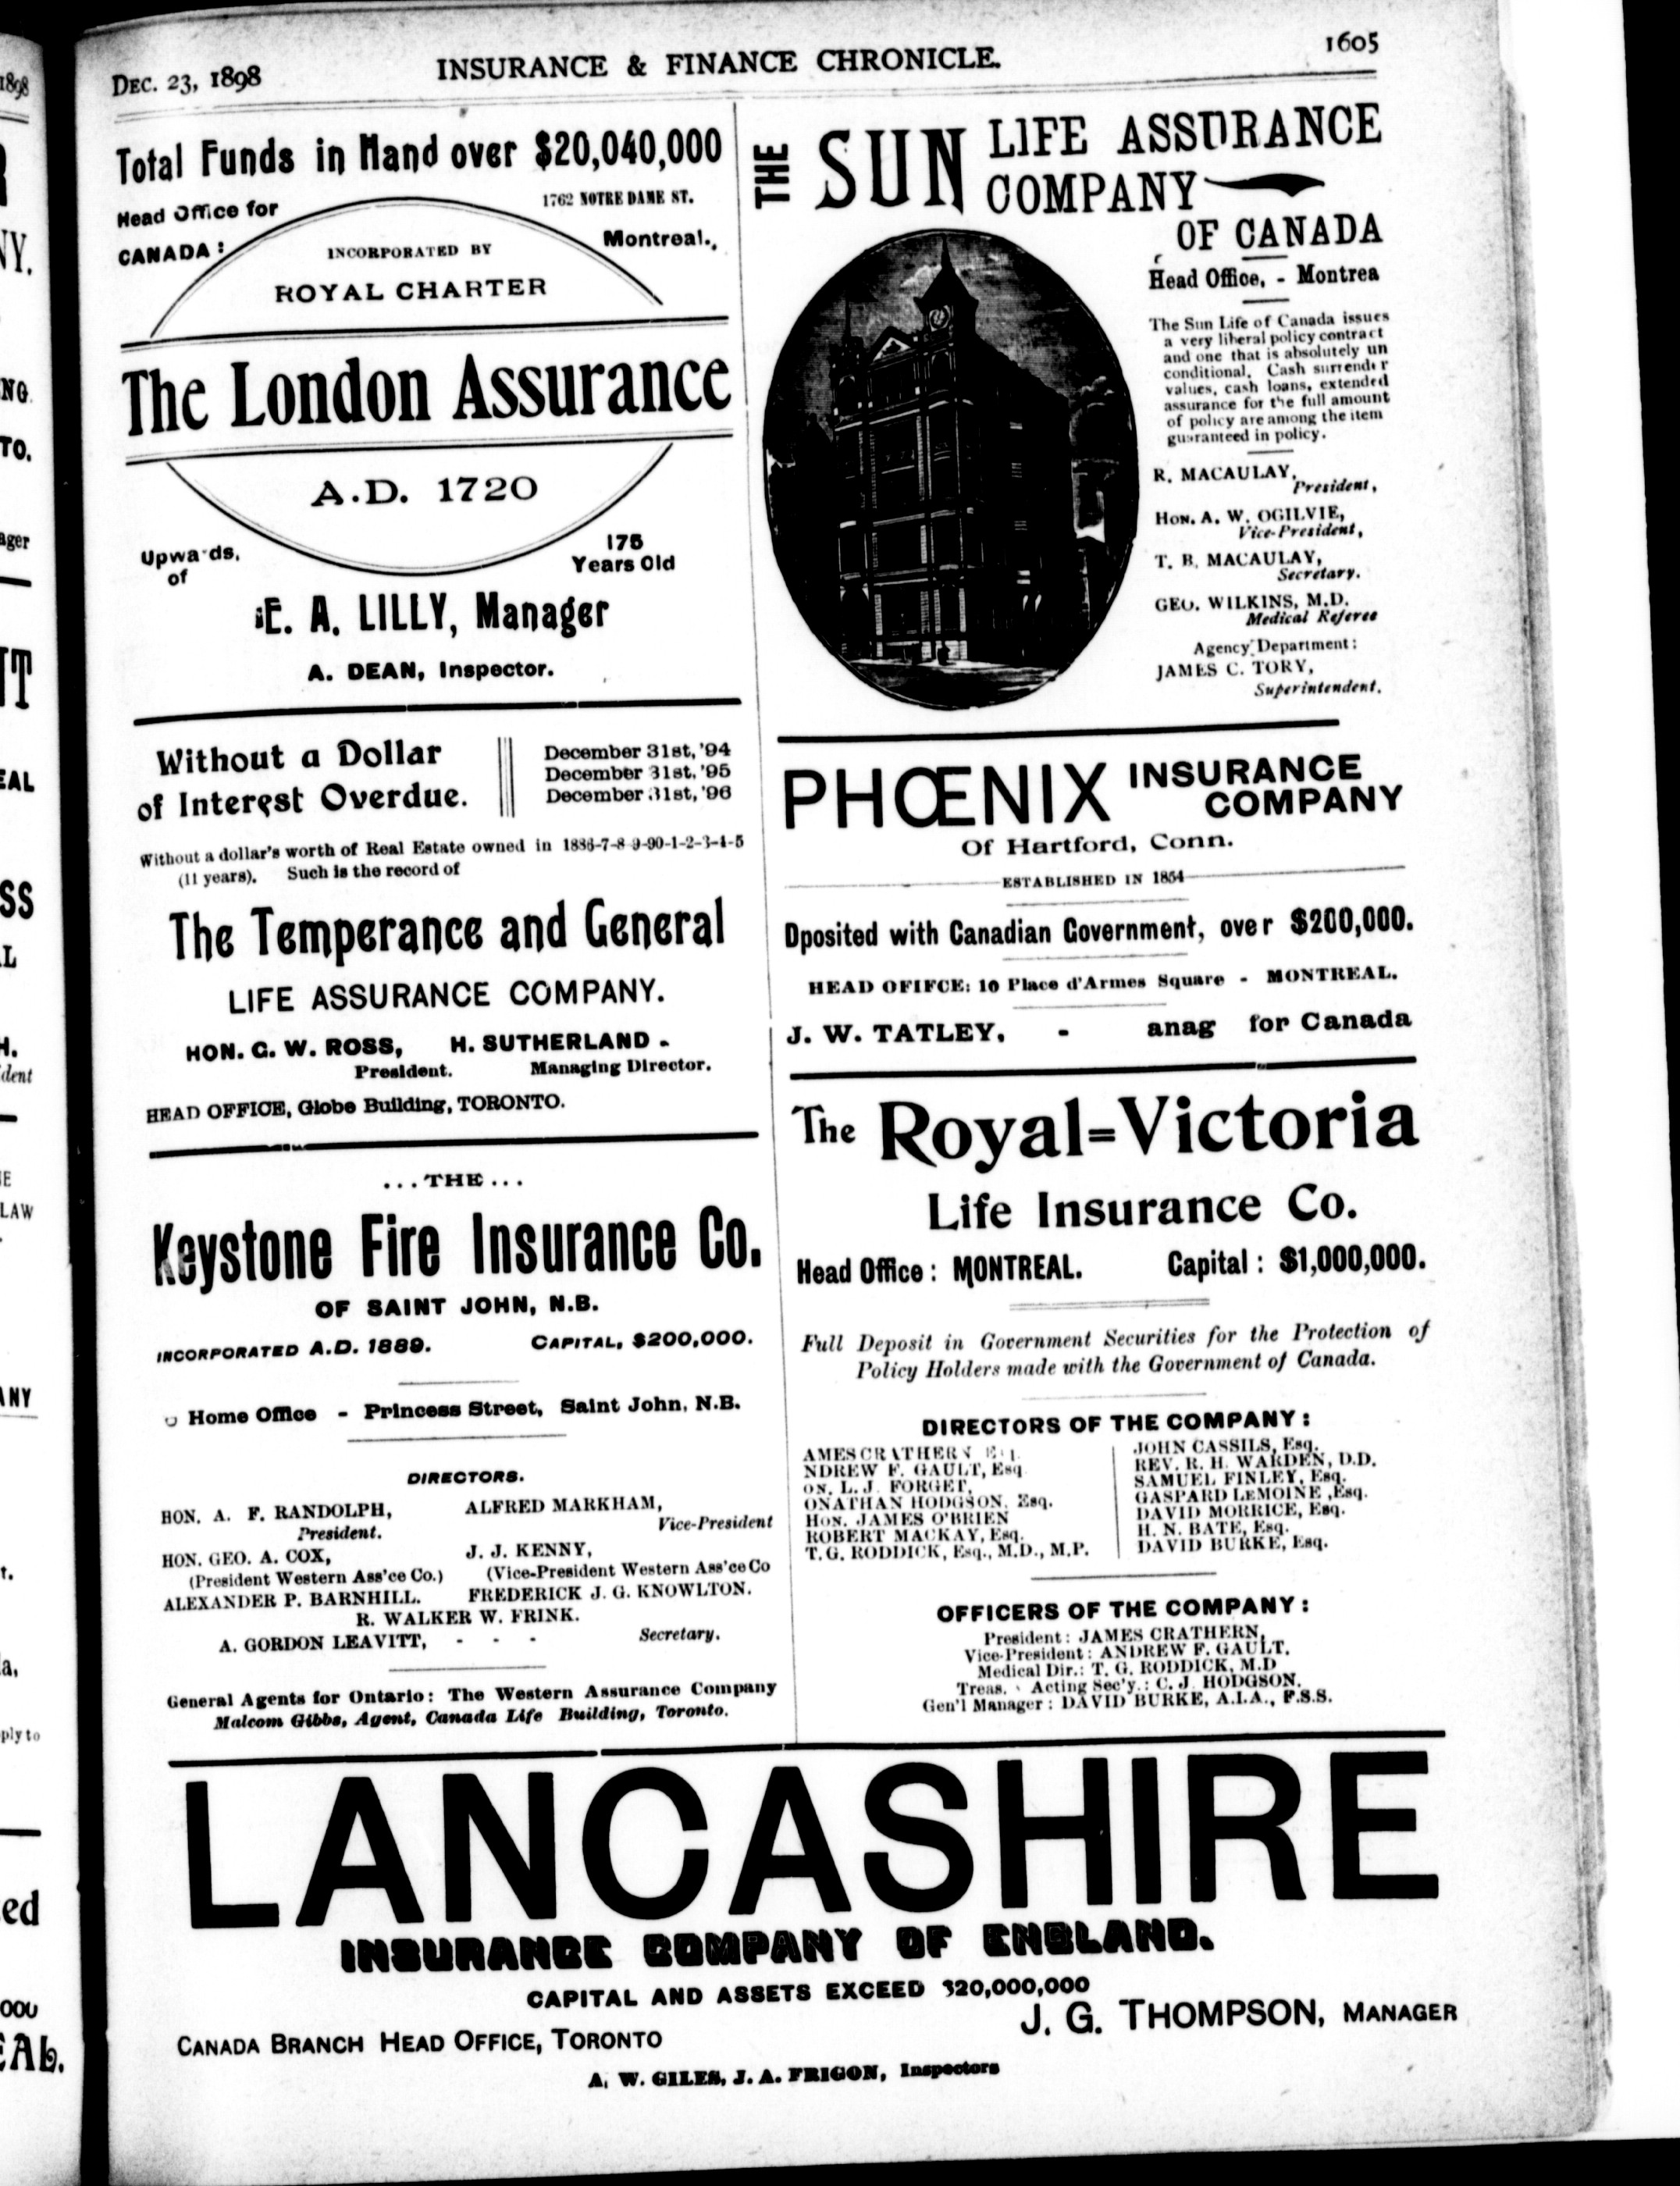 DEC. 23, 1898
INSURANCE & FINANCE CHRONICLE.
1605
Total Funds in Hand over $20,040,000
Head Office for
CANADA:
1762 NOTRE DAME ST.
Montreal.,
INCORPORATED BY
ROYAL CHARTER
The London Assurance
A.D. 1720
Upwa ds,
of
175
Years Old
E. A. LILLY, Manager
A. DEAN, Inspector.
Without a Dollar
of Interest Overdue.
December 31st, '94
December 31st, '95
December 31st, '96
Without a dollar's worth of Real Estate owned in 1886-7-8-9-90-1-2-3-4-5
(11 years). Such is the record of
The Temperance and General
LIFE ASSURANCE COMPANY.
HON. G. W. ROSS,
President.
H. SUTHERLAND -
Managing Director.
HEAD OFFICE, Globe Building, TORONTO.
...THE...
Keystone Fire Insurance Co.
OF SAINT JOHN, N.B.
INCORPORATED A.D. 1889. CAPITAL, $200,000.
Home Office - Princess Street, Saint John, N.B.
DIRECTORS.
HON. A. F. RANDOLPH,
President.
ALFRED MARKHAM,
Vice-President
HON. GEO. A. COX,
(President Western Ass'ce Co.)
J. J. KENNY,
(Vice-President Western Ass'ce Co
ALEXANDER P. BARNHILL. FREDERICK J. G. KNOWLTON.
R. WALKER W. FRINK.
A. GORDON LEAVITT, - - - Secretary.
General Agents for Ontario: The Western Assurance Company
Malcom Gibbs, Agent, Canada Life Building, Toronto.
THE SUN LIFE ASSURANCE
COMPANY
OF CANADA
Head Office, - Montrea
The Sun Life of Canada issues
a very liberal policy contract
and one that is absolutely un
conditional. Cash surrender
values, cash loans, extended
assurance for the full amount
of policy are among the item
guaranteed in policy.
R. MACAULAY,
President,
HON. A. W. OGILVIE,
Vice-President,
T. B. MACAULAY,
Secretary.
GEO. WILKINS, M.D.
Medical Referee
Agency Department:
JAMES C. TORY,
Superintendent.
PHŒNIX INSURANCE
COMPANY
Of Hartford, Conn.
ESTABLISHED IN 1854
Dposited with Canadian Government, over $200,000.
HEAD OFIFCE: 10 Place d'Armes Square - MONTREAL.
J. W. TATLEY, - anag for Canada
The Royal=Victoria
Life Insurance Co.
Head Office: MONTREAL. Capital: $1,000,000.
Full Deposit in Government Securities for the Protection of
Policy Holders made with the Government of Canada.
DIRECTORS OF THE COMPANY:
AMES CRATHERN
NDREW F. GAULT, Esq
ON. L. J. FORGET,
ONATHAN HODGSON, Esq.
HON. JAMES O'BRIEN
ROBERT MACKAY, Esq.
T. G. RODDICK, Esq., M.D., M.P.
JOHN CASSILS, Esq.
REV. R. H. WARDEN, D.D.
SAMUEL FINLEY, Esq.
GASPARD LEMOINE, Esq.
DAVID MORRICE, Esq.
H. N. BATE, Esq.
DAVID BURKE, Esq.
OFFICERS OF THE COMPANY:
President: JAMES CRATHERN,
Vice-President: ANDREW F. GAULT.
Medical Dir.: T. G. RODDICK, M.D
Treas. Acting Sec'y.: C. J. HODGSON.
Gen'l Manager: DAVID BURKE, A.I.A., F.S.S.
LANCASHIRE
INSURANCE COMPANY OF ENGLAND.
CAPITAL AND ASSETS EXCEED $20,000,000
CANADA BRANCH HEAD OFFICE, TORONTO
J. G. THOMPSON, MANAGER
A. W. GILES, J. A. FRIGON, Inspectors